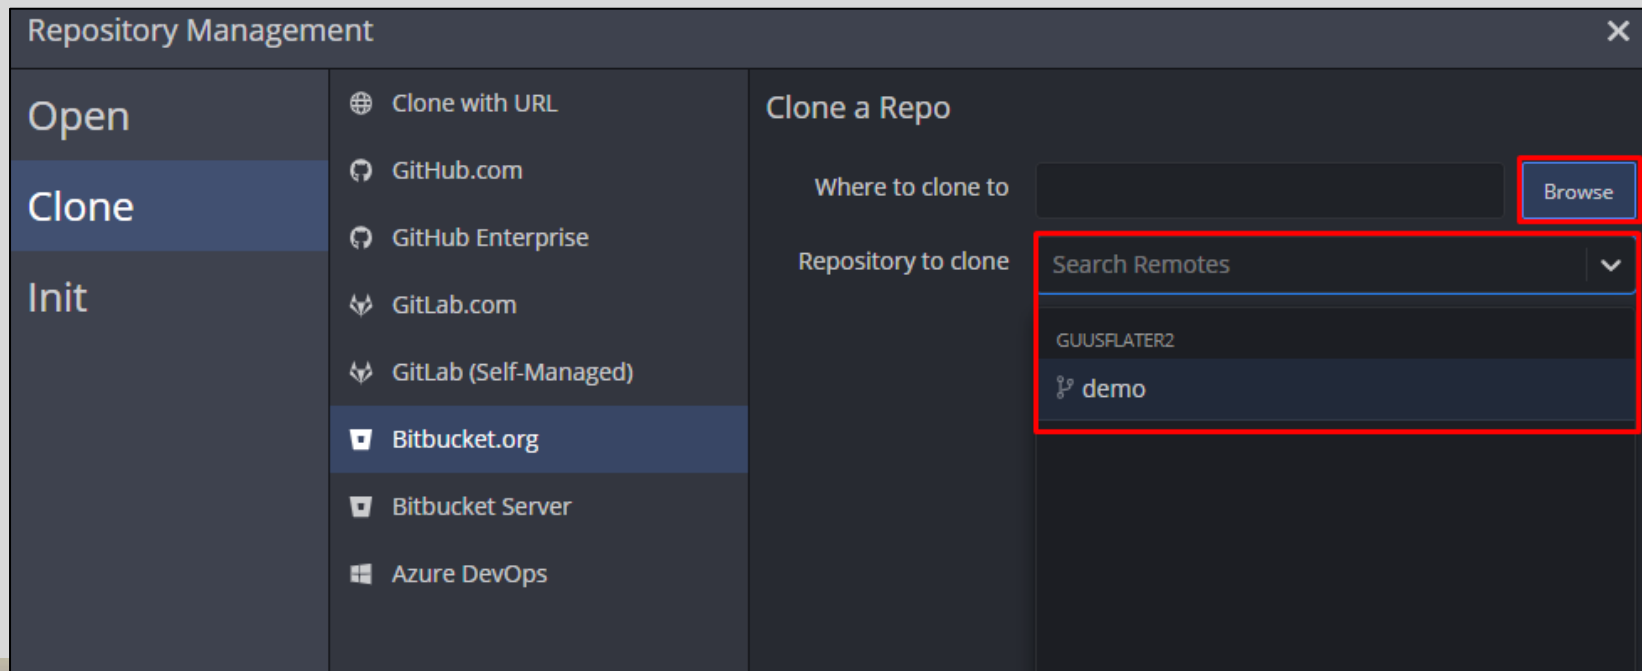 Repository Management
Open
Clone
Init
Clone with URL
GitHub.com
GitHub Enterprise
GitLab.com
GitLab (Self-Managed)
Bitbucket.org
Bitbucket Server
Azure DevOps
Clone a Repo
Where to clone to
Browse
Repository to clone
Search Remotes
GUUSFLATER2
demo